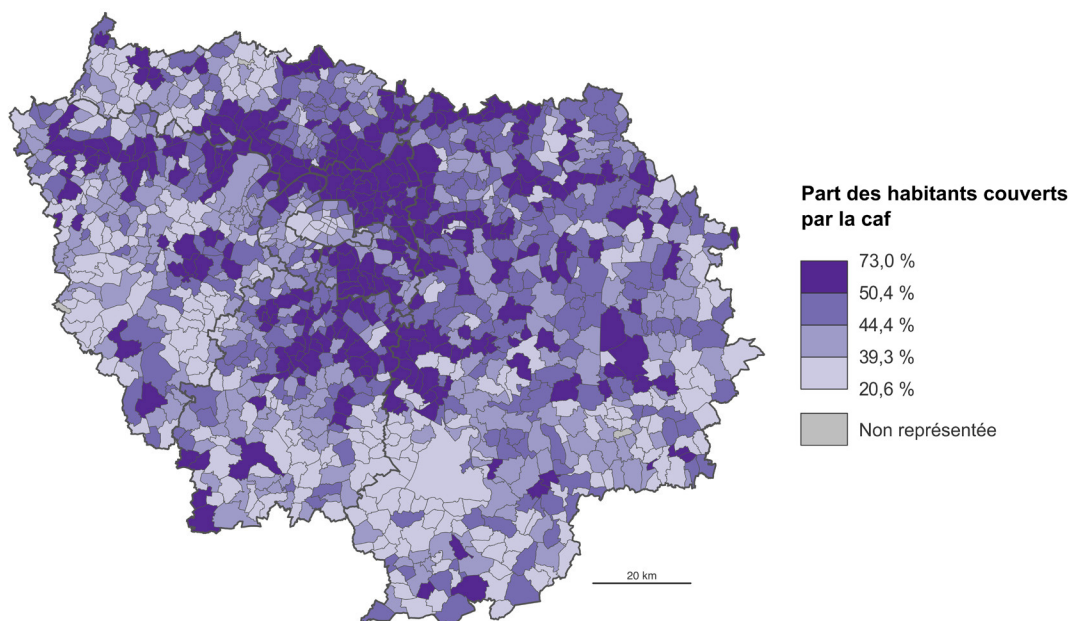 Part des habitants couverts
par la caf
73,0 %
50,4 %
44,4 %
39,3 %
20,6 %
Non représentée
20 km